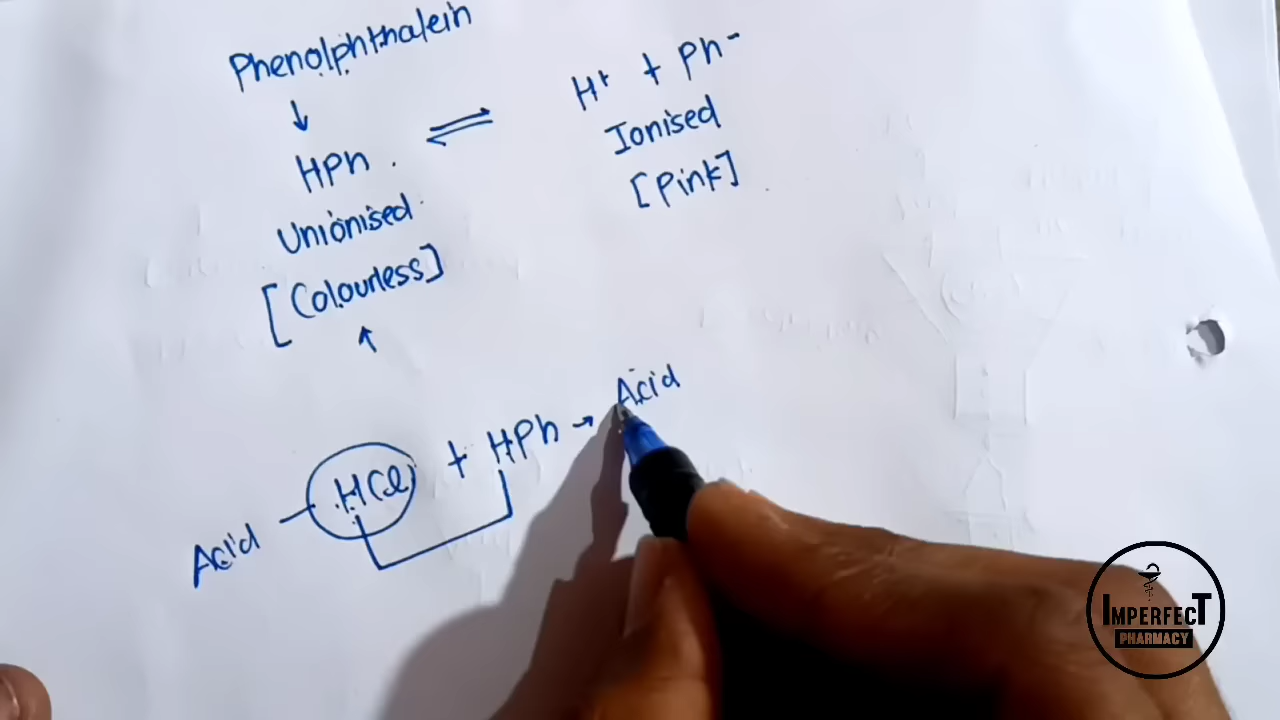 Phenolphthalein
↓
HPh ⇌ H⁺ + Ph⁻
Unionised Ionised
[Colourless] [Pink]
↑
Acid - HCl + HPh → Acid
IMPERFECT
PHARMACY